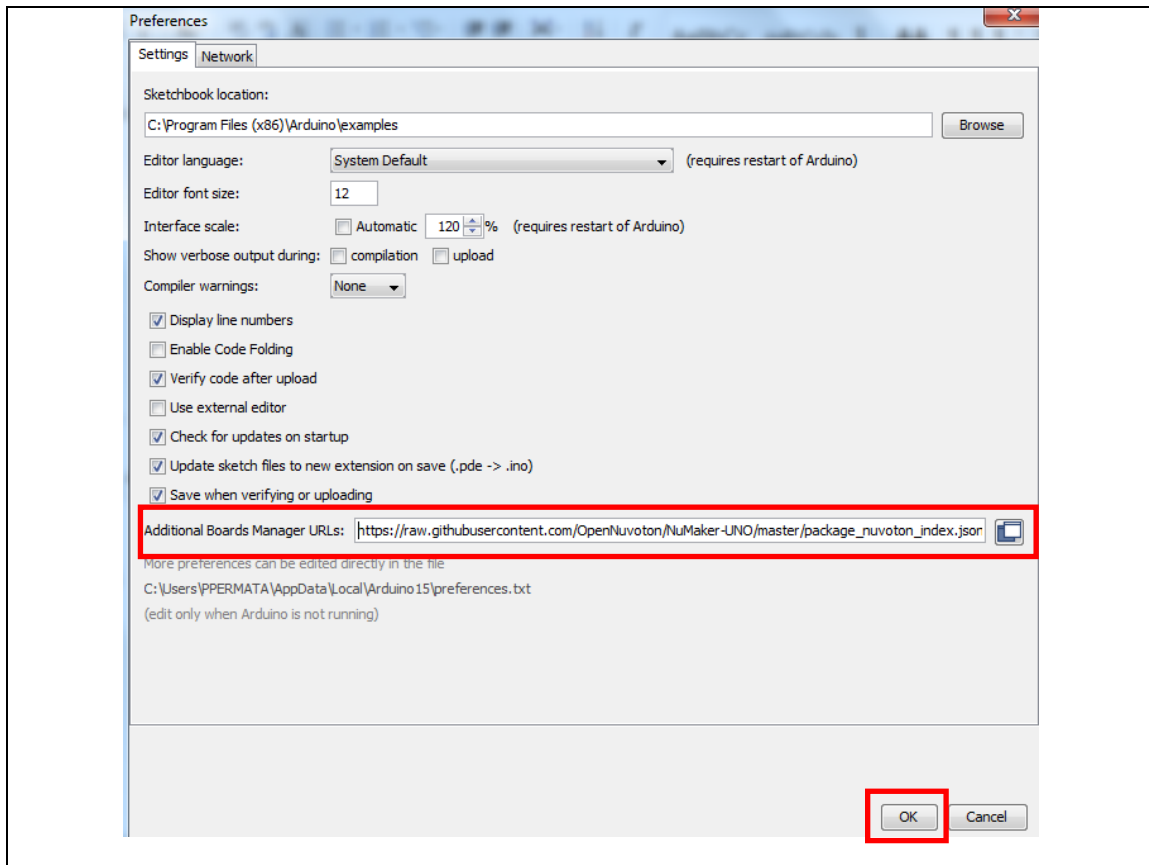 Preferences
X
Settings Network
Sketchbook location:
C:\Program Files (x86)\Arduino\examples Browse
Editor language: System Default (requires restart of Arduino)
Editor font size: 12
Interface scale: Automatic 120 % (requires restart of Arduino)
Show verbose output during: compilation upload
Compiler warnings: None
Display line numbers
Enable Code Folding
Verify code after upload
Use external editor
Check for updates on startup
Update sketch files to new extension on save (.pde -> .ino)
Save when verifying or uploading
Additional Boards Manager URLs: https://raw.githubusercontent.com/OpenNuvoton/NuMaker-UNO/master/package_nuvoton_index.json
More preferences can be edited directly in the file
C:\Users\PPERMATA\AppData\Local\Arduino15\preferences.txt
(edit only when Arduino is not running)
OK Cancel